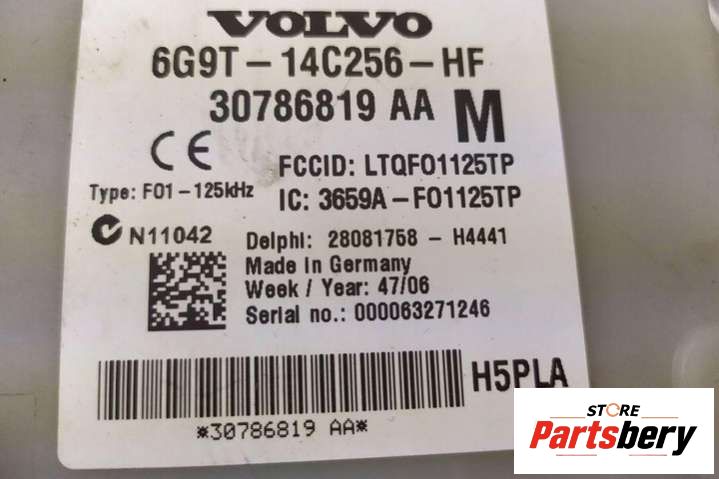 VOLVO
6G9T-14C256-HF
30786819 AA M
CE FCCID: LTQFO1125TP
Type: FO1-125kHz IC: 3659A-FO1125TP
N11042 Delphi: 28081758 - H4441
Made in Germany
Week / Year: 47/06
Serial no.: 000063271246
H5PLA
*30786819 AA*
STORE
Partsbery